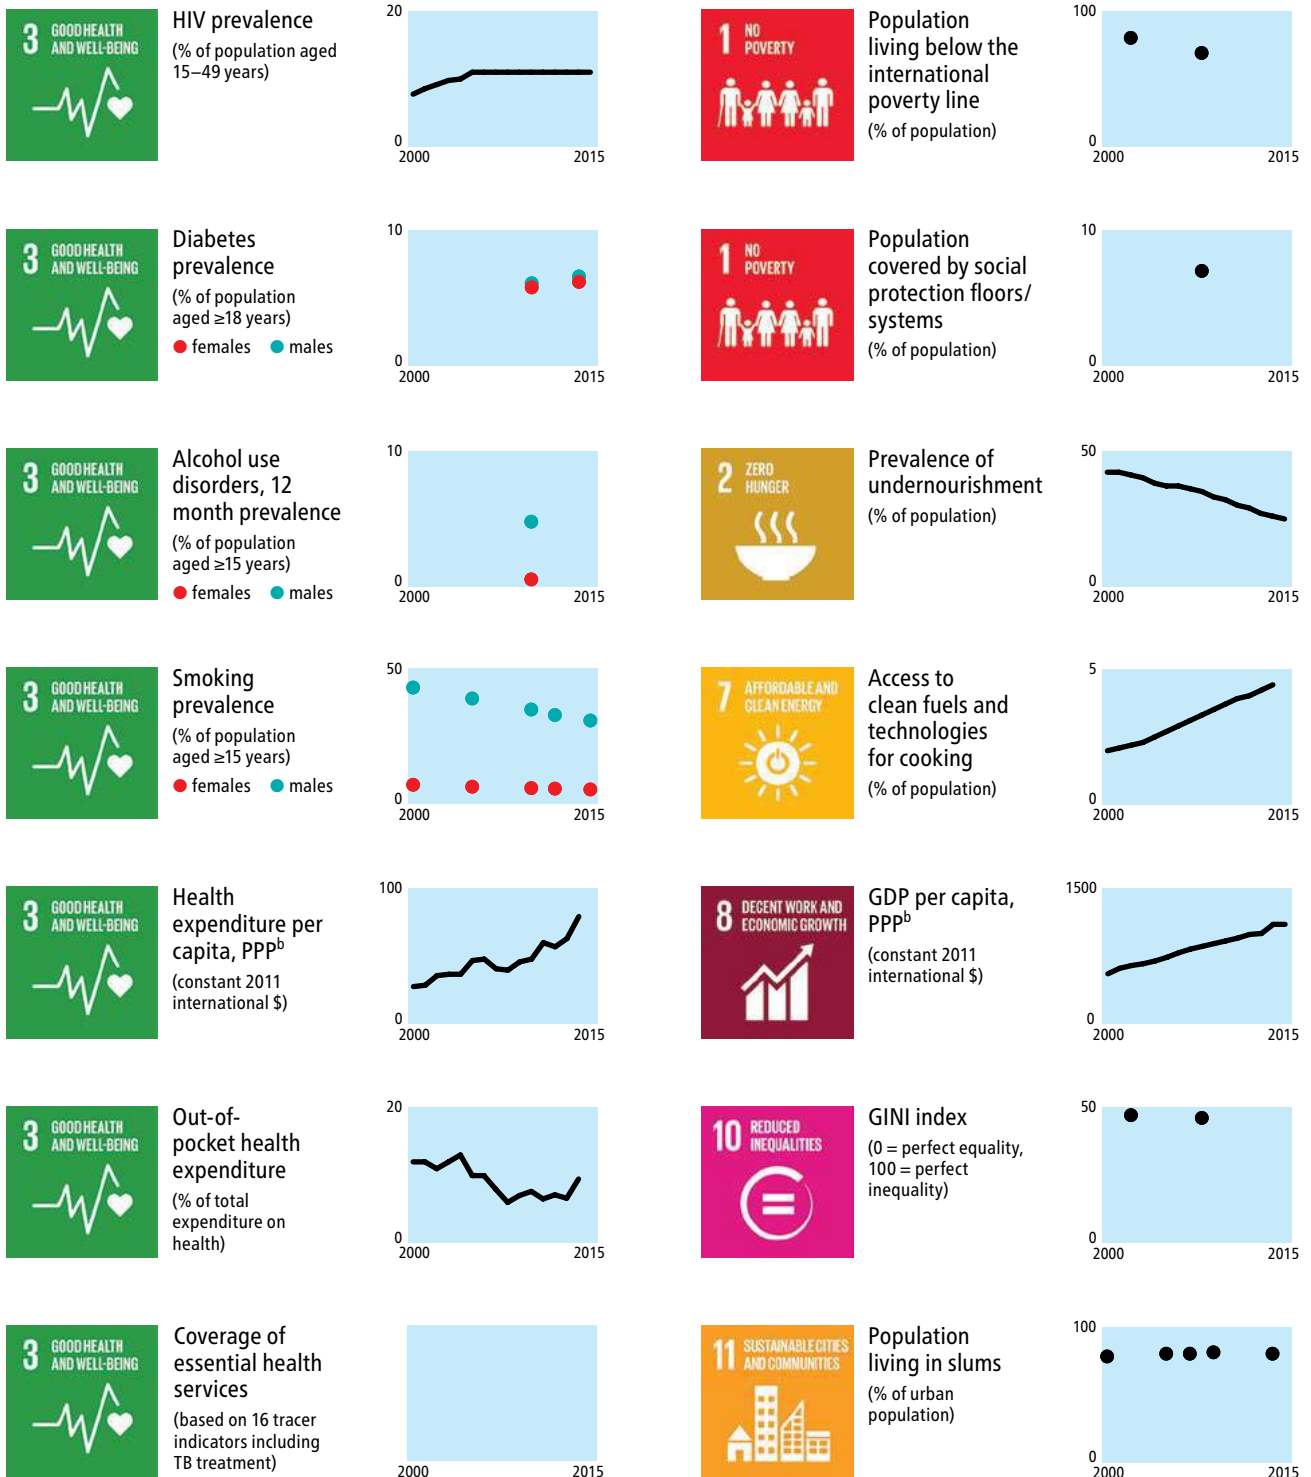 3 GOOD HEALTH
AND WELL-BEING
HIV prevalence
(% of population aged
15–49 years)
20
0
2000 2015
1 NO
POVERTY
Population
living below the
international
poverty line
(% of population)
100
0
2000 2015
3 GOOD HEALTH
AND WELL-BEING
Diabetes
prevalence
(% of population
aged ≥18 years)
females males
10
0
2000 2015
1 NO
POVERTY
Population
covered by social
protection floors/
systems
(% of population)
10
0
2000 2015
3 GOOD HEALTH
AND WELL-BEING
Alcohol use
disorders, 12
month prevalence
(% of population
aged ≥15 years)
females males
10
0
2000 2015
2 ZERO
HUNGER
Prevalence of
undernourishment
(% of population)
50
0
2000 2015
3 GOOD HEALTH
AND WELL-BEING
Smoking
prevalence
(% of population
aged ≥15 years)
females males
50
0
2000 2015
7 AFFORDABLE AND
CLEAN ENERGY
Access to
clean fuels and
technologies
for cooking
(% of population)
5
0
2000 2015
3 GOOD HEALTH
AND WELL-BEING
Health
expenditure per
capita, PPPᵇ
(constant 2011
international $)
100
0
2000 2015
8 DECENT WORK AND
ECONOMIC GROWTH
GDP per capita,
PPPᵇ
(constant 2011
international $)
1500
0
2000 2015
3 GOOD HEALTH
AND WELL-BEING
Out-of-
pocket health
expenditure
(% of total
expenditure on
health)
20
0
2000 2015
10 REDUCED
INEQUALITIES
GINI index
(0 = perfect equality,
100 = perfect
inequality)
50
0
2000 2015
3 GOOD HEALTH
AND WELL-BEING
Coverage of
essential health
services
(based on 16 tracer
indicators including
TB treatment)
2000 2015
11 SUSTAINABLE CITIES
AND COMMUNITIES
Population
living in slums
(% of urban
population)
100
0
2000 2015